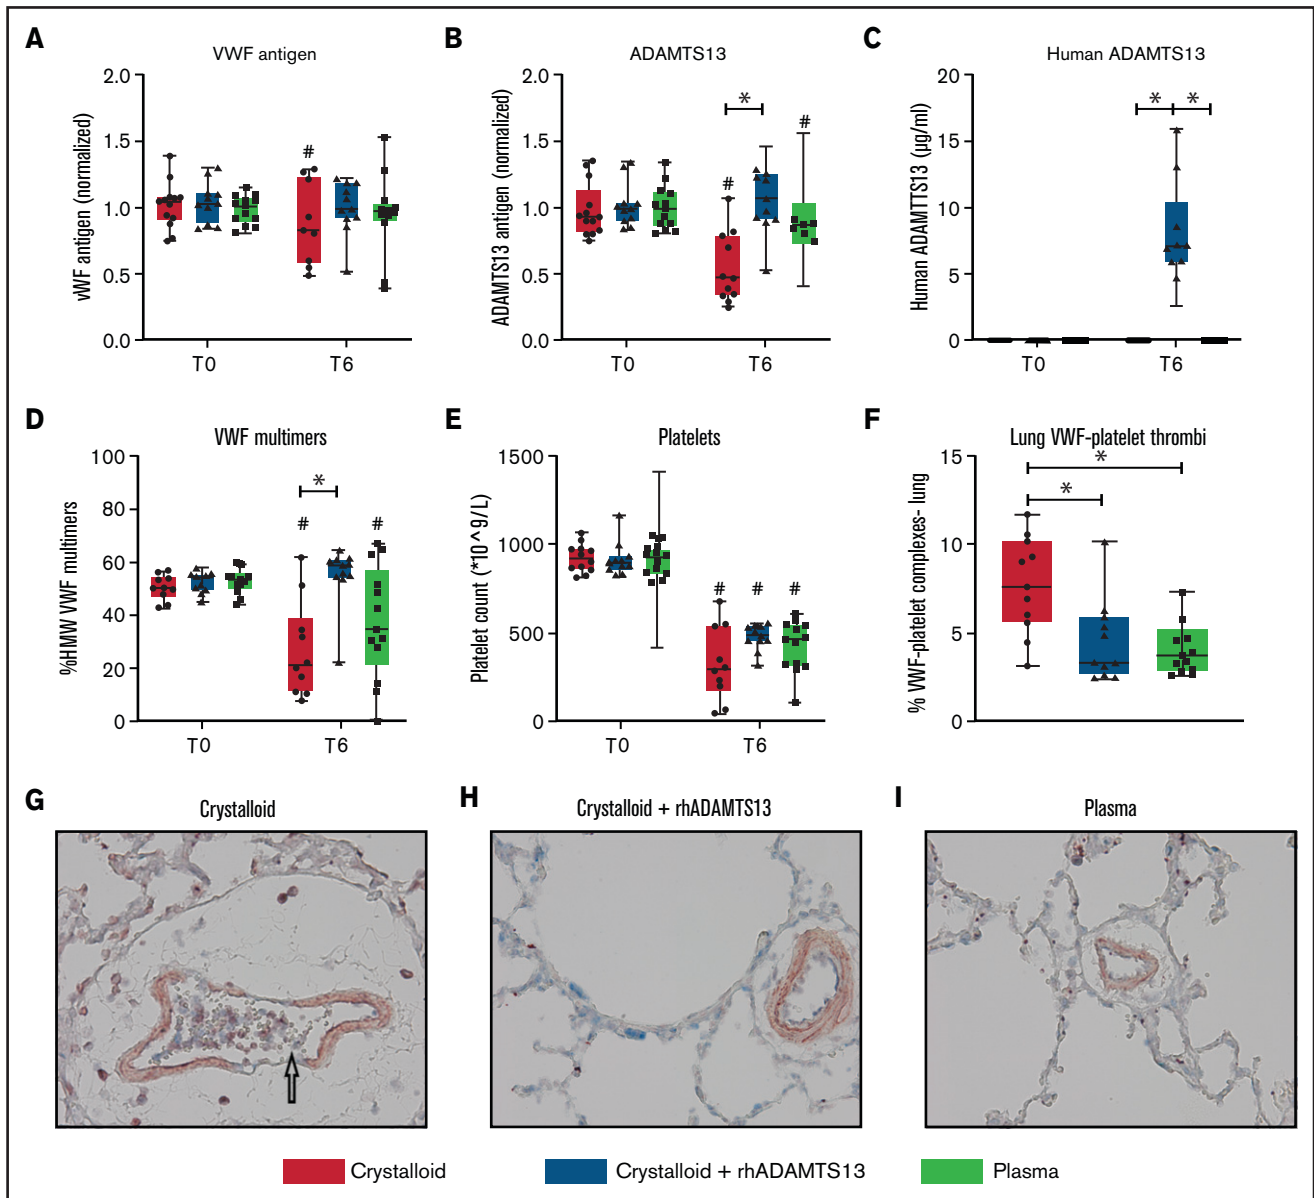 A
VWF antigen
vWF antigen (normalized)
2.0
1.5
1.0
0.5
0.0
#
T0
T6
B
ADAMTS13
ADAMTS13 antigen (normalized)
2.0
1.5
1.0
0.5
0.0
*
#
#
T0
T6
C
Human ADAMTS13
Human ADAMTT13 (µg/ml)
20
15
10
5
0
*
*
T0
T6
D
VWF multimers
%HMW VWF multimers
100
80
60
40
20
0
*
#
#
T0
T6
E
Platelets
Platelet count (*10^9/L)
1500
1000
500
0
#
#
#
T0
T6
F
Lung VWF-platelet thrombi
% VWF-platelet complexes- lung
15
10
5
0
*
*
G
Crystalloid
H
Crystalloid + rhADAMTS13
I
Plasma
Crystalloid
Crystalloid + rhADAMTS13
Plasma